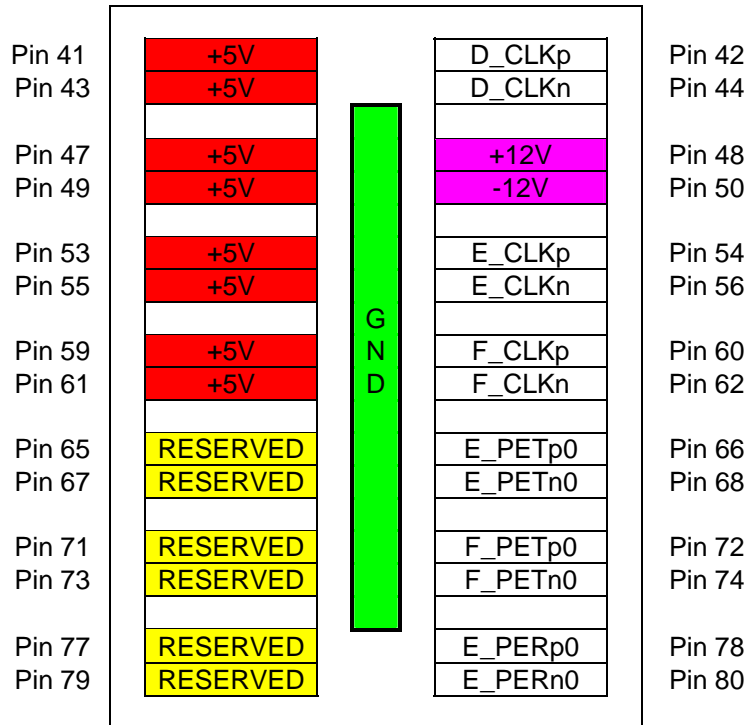 Pin 41 +5V D_CLKp Pin 42
Pin 43 +5V D_CLKn Pin 44
Pin 47 +5V +12V Pin 48
Pin 49 +5V -12V Pin 50
Pin 53 +5V E_CLKp Pin 54
Pin 55 +5V E_CLKn Pin 56
G
Pin 59 +5V N F_CLKp Pin 60
Pin 61 +5V D F_CLKn Pin 62
Pin 65 RESERVED E_PETp0 Pin 66
Pin 67 RESERVED E_PETn0 Pin 68
Pin 71 RESERVED F_PETp0 Pin 72
Pin 73 RESERVED F_PETn0 Pin 74
Pin 77 RESERVED E_PERp0 Pin 78
Pin 79 RESERVED E_PERn0 Pin 80